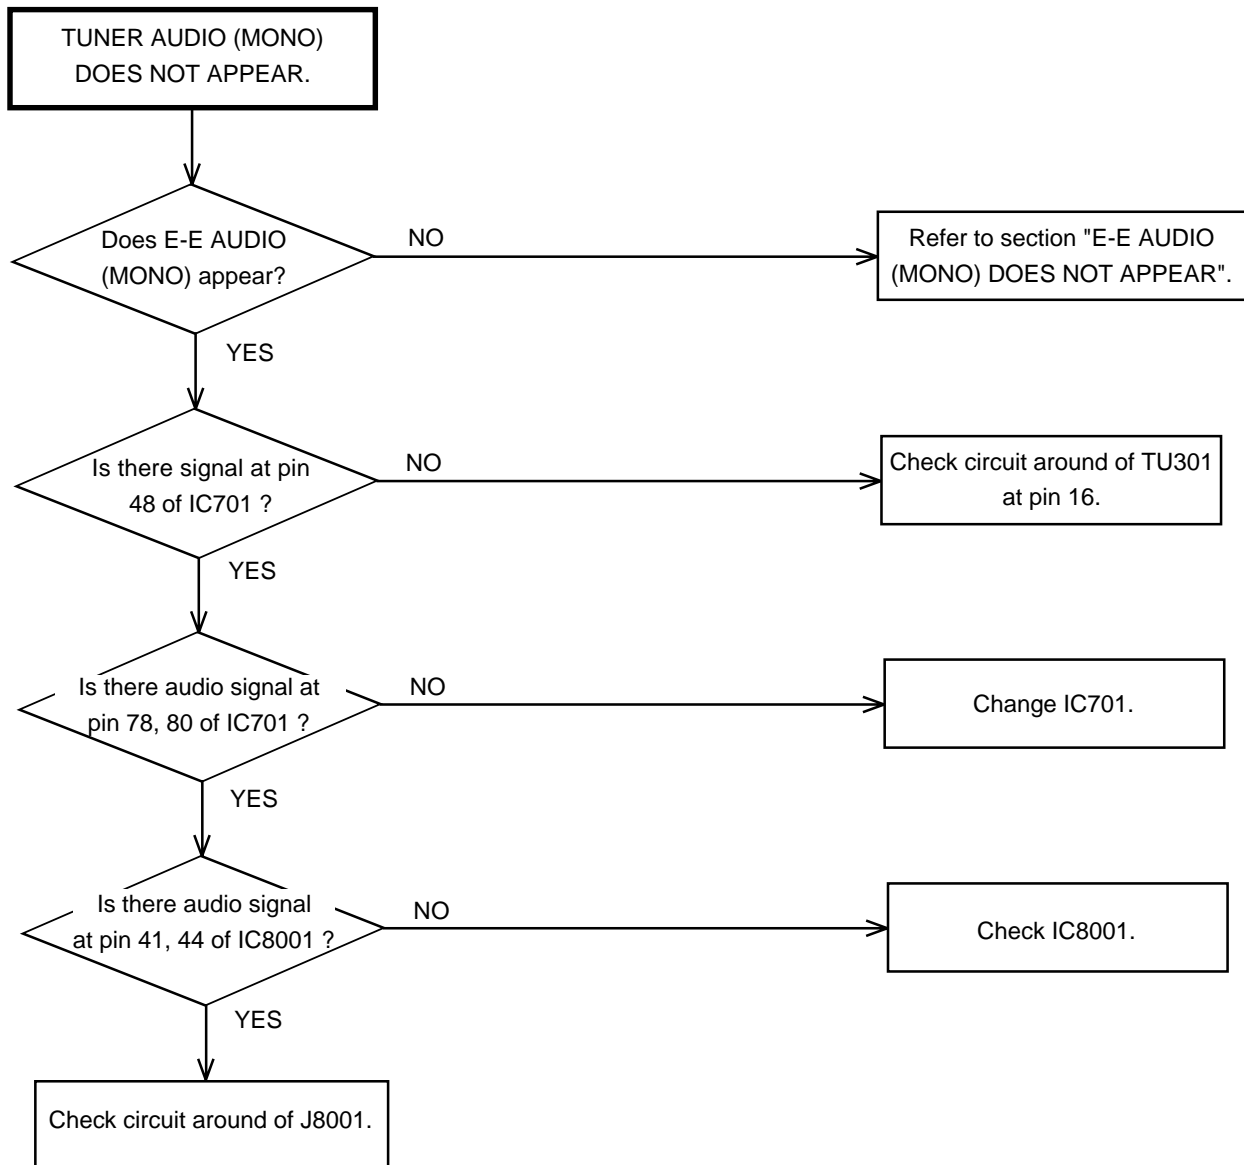 TUNER AUDIO (MONO)
DOES NOT APPEAR.
Does E-E AUDIO
(MONO) appear?
NO
Refer to section "E-E AUDIO
(MONO) DOES NOT APPEAR".
YES
Is there signal at pin
48 of IC701 ?
NO
Check circuit around of TU301
at pin 16.
YES
Is there audio signal at
pin 78, 80 of IC701 ?
NO
Change IC701.
YES
Is there audio signal
at pin 41, 44 of IC8001 ?
NO
Check IC8001.
YES
Check circuit around of J8001.